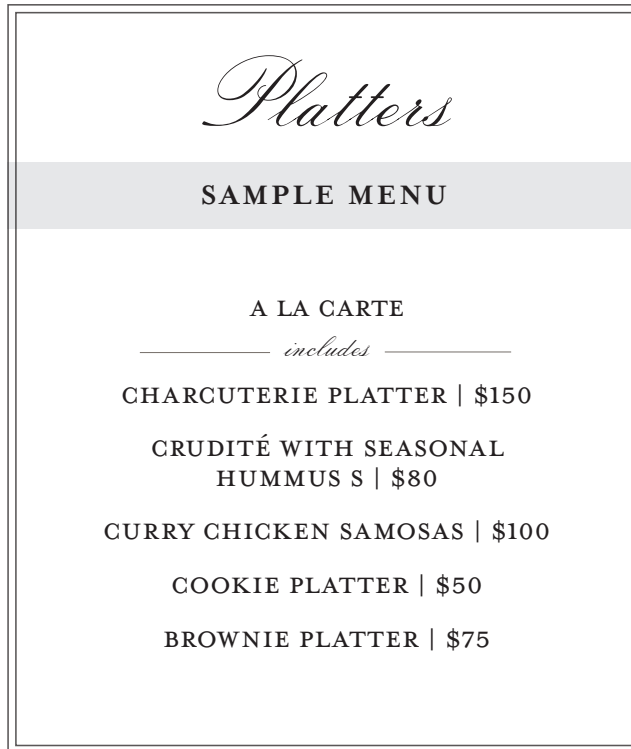 Platters
SAMPLE MENU
A LA CARTE
includes
CHARCUTERIE PLATTER | $150
CRUDITÉ WITH SEASONAL
HUMMUS S | $80
CURRY CHICKEN SAMOSAS | $100
COOKIE PLATTER | $50
BROWNIE PLATTER | $75